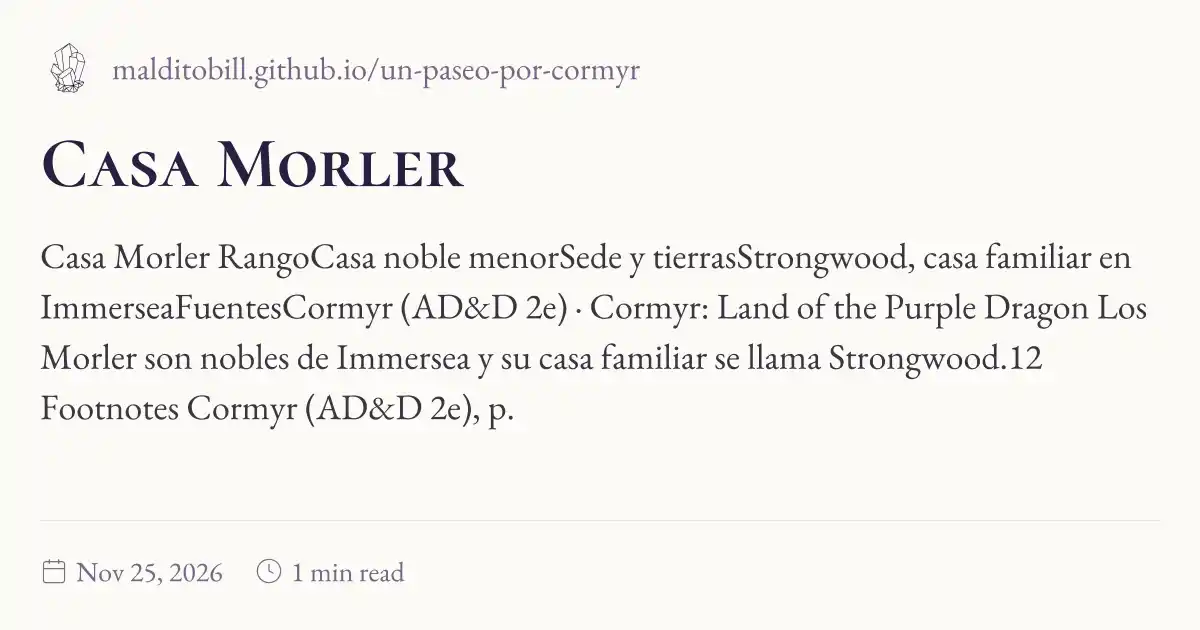 malditobill.github.io/un-paseo-por-cormyr
Casa Morler
Casa Morler RangoCasa noble menorSede y tierrasStrongwood, casa familiar en
ImmerseaFuentesCormyr (AD&D 2e) · Cormyr: Land of the Purple Dragon Los
Morler son nobles de Immersea y su casa familiar se llama Strongwood.12
Footnotes Cormyr (AD&D 2e), p.
Nov 25, 2026 1 min read